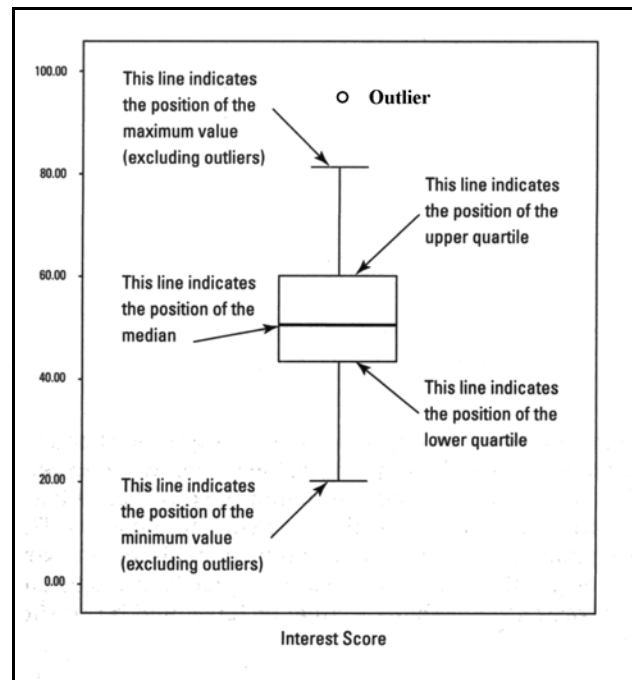 100.00
This line indicates
the position of the
maximum value
(excluding outliers)
Outlier
80.00
This line indicates
the position of the
upper quartile
60.00
This line indicates
the position of the
median
40.00
This line indicates
the position of the
lower quartile
20.00
This line indicates
the position of the
minimum value
(excluding outliers)
0.00
Interest Score